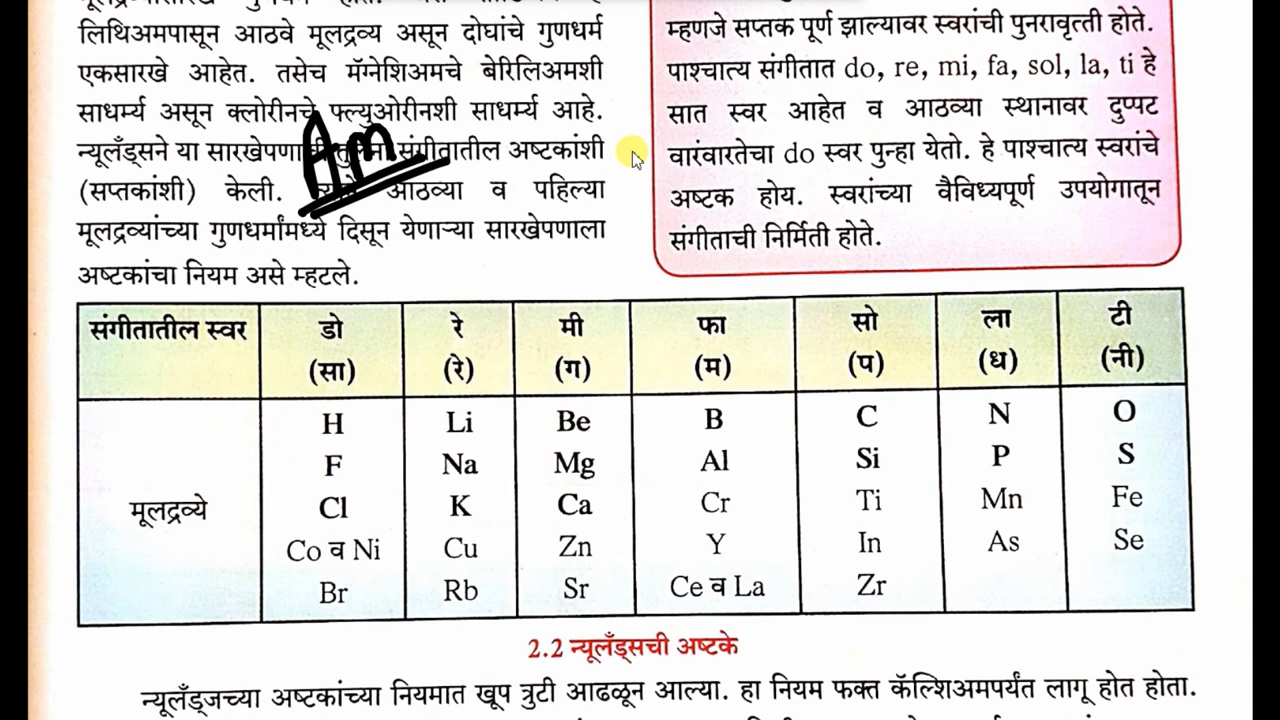 लिथिअमपासून आठवे मूलद्रव्य असून दोघांचे गुणधर्म
एकसारखे आहेत. तसेच मॅग्नेशिअमचे बेरिलिअमशी
साधर्म्य असून क्लोरीनचे फ्ल्युओरीनशी साधर्म्य आहे.
न्यूलँड्सने या संगीतातील अष्टकांशी
(सप्तकांशी) केली. आठव्या व पहिल्या
मूलद्रव्यांच्या गुणधर्मांमध्ये दिसून येणाऱ्या सारखेपणाला
अष्टकांचा नियम असे म्हटले.
Am
म्हणजे सप्तक पूर्ण झाल्यावर स्वरांची पुनरावृत्ती होते.
पाश्चात्य संगीतात do, re, mi, fa, sol, la, ti हे
सात स्वर आहेत व आठव्या स्थानावर दुप्पट
वारंवारतेचा do स्वर पुन्हा येतो. हे पाश्चात्य स्वरांचे
अष्टक होय. स्वरांच्या वैविध्यपूर्ण उपयोगातून
संगीताची निर्मिती होते.
संगीतातील स्वर डो रे मी फा सो ला टी
(सा) (रे) (ग) (म) (प) (ध) (नी)
H Li Be B C N O
F Na Mg Al Si P S
मूलद्रव्ये Cl K Ca Cr Ti Mn Fe
Co व Ni Cu Zn Y In As Se
Br Rb Sr Ce व La Zr
2.2 न्यूलँड्सची अष्टके
न्यूलँड्जच्या अष्टकांच्या नियमात खूप त्रुटी आढळून आल्या. हा नियम फक्त कॅल्शिअमपर्यंत लागू होत होता.